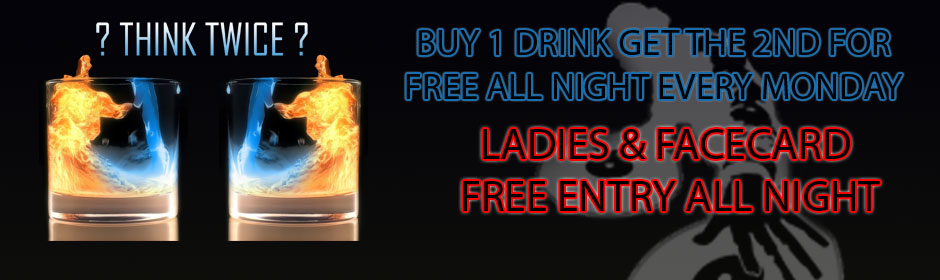 ? THINK TWICE ?
BUY 1 DRINK GET THE 2ND FOR
FREE ALL NIGHT EVERY MONDAY
LADIES & FACECARD
FREE ENTRY ALL NIGHT